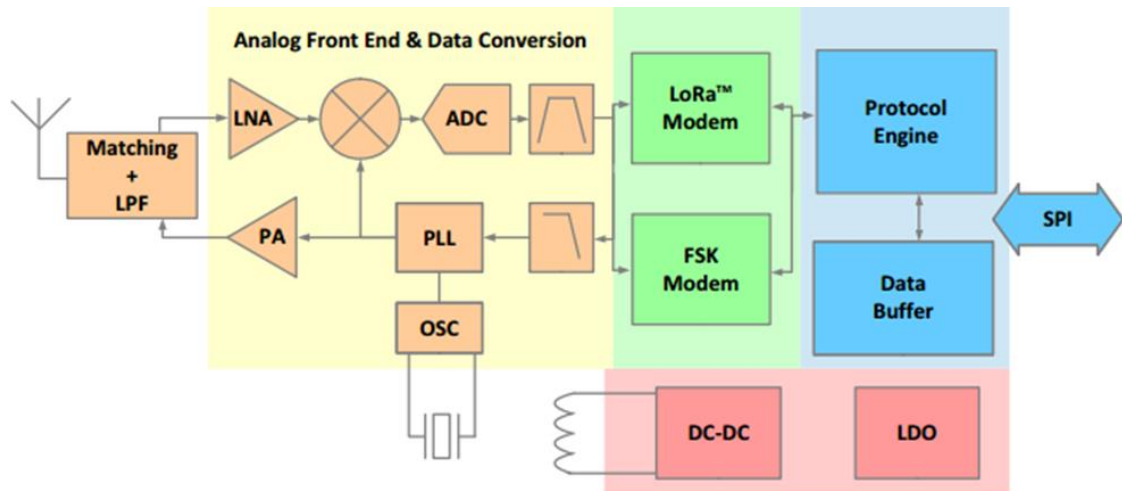 Analog Front End & Data Conversion
LNA
ADC
LoRa™
Modem
Protocol
Engine
Matching
+
LPF
PA
PLL
FSK
Modem
SPI
Data
Buffer
OSC
DC-DC
LDO